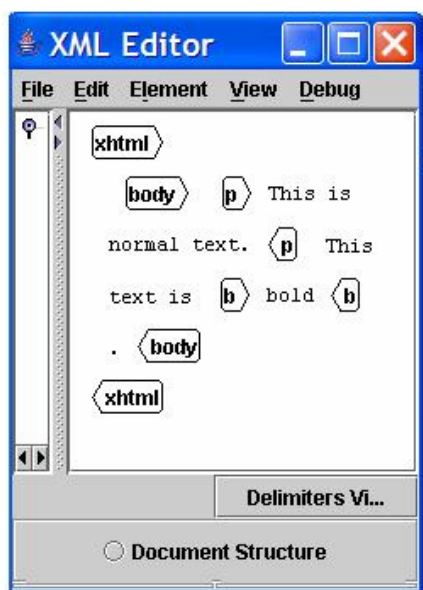 XML Editor
File Edit Element View Debug
xhtml
body p This is
normal text. p This
text is b bold b
. body
xhtml
Delimiters Vi...
Document Structure